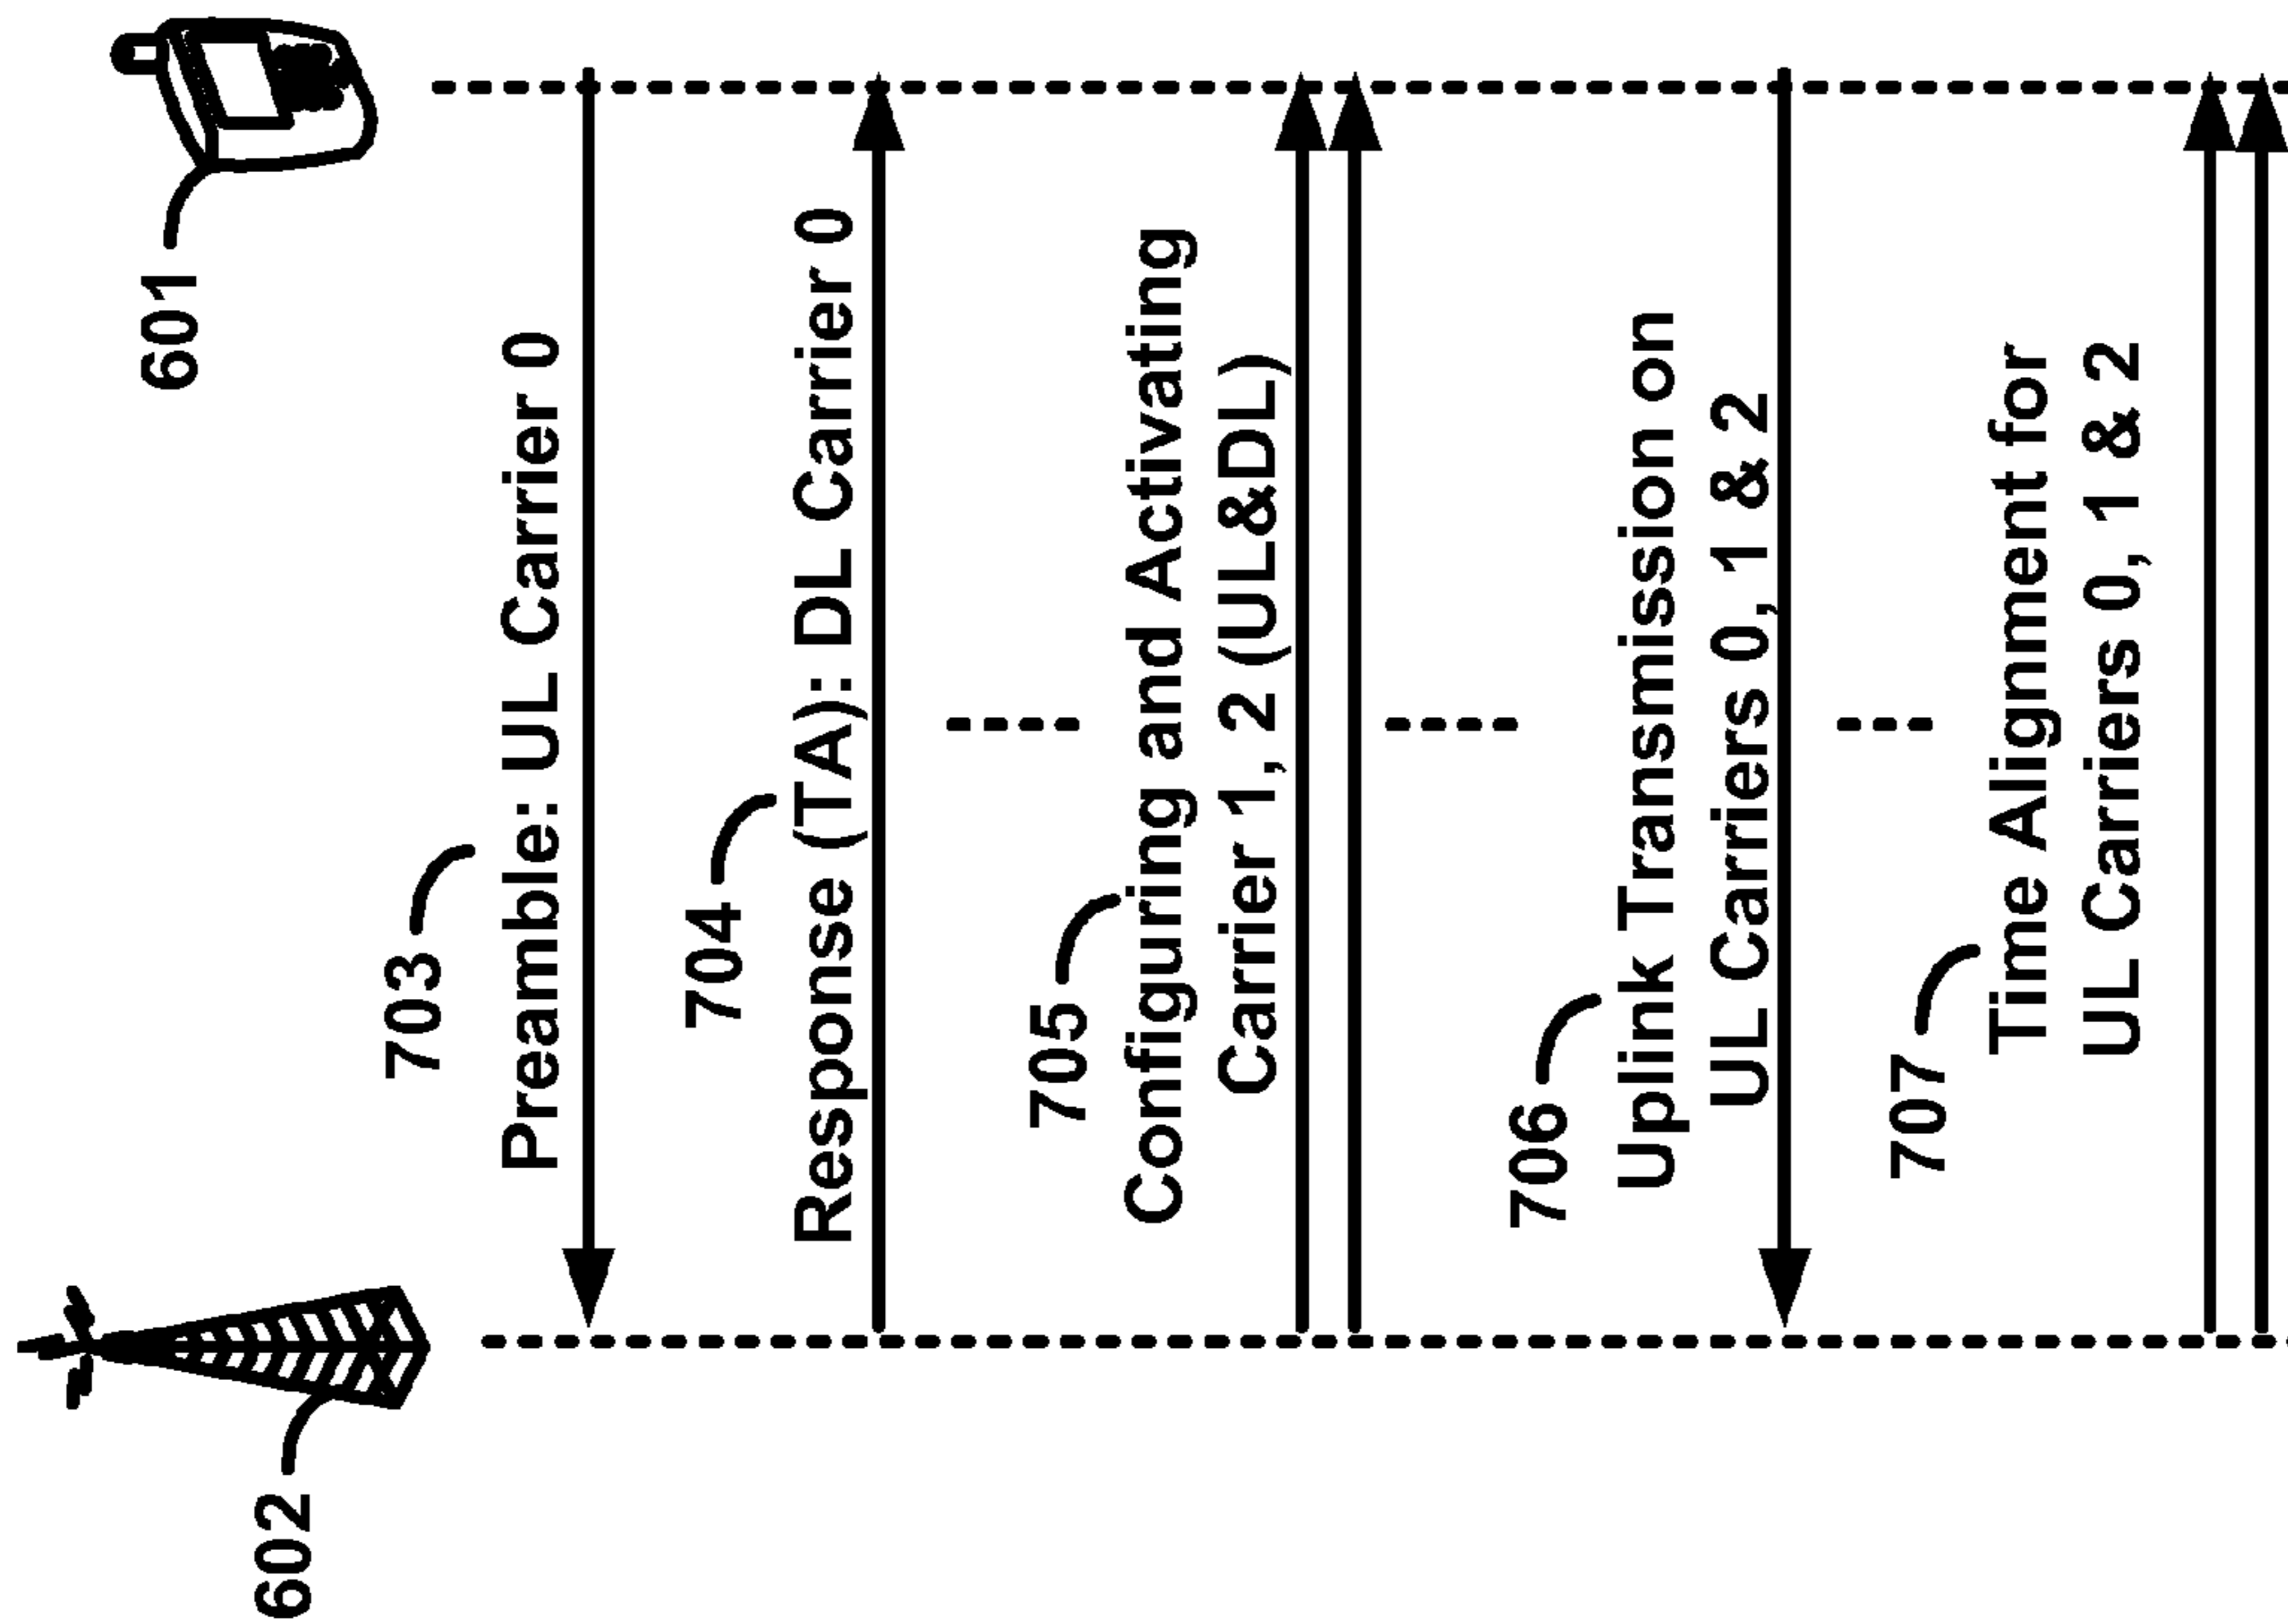 602
601
703
Preamble: UL Carrier 0
704
Response (TA): DL Carrier 0
705
Configuring and Activating
Carrier 1, 2 (UL&DL)
706
Uplink Transmission on
UL Carriers 0, 1 & 2
707
Time Alignment for
UL Carriers 0, 1 & 2